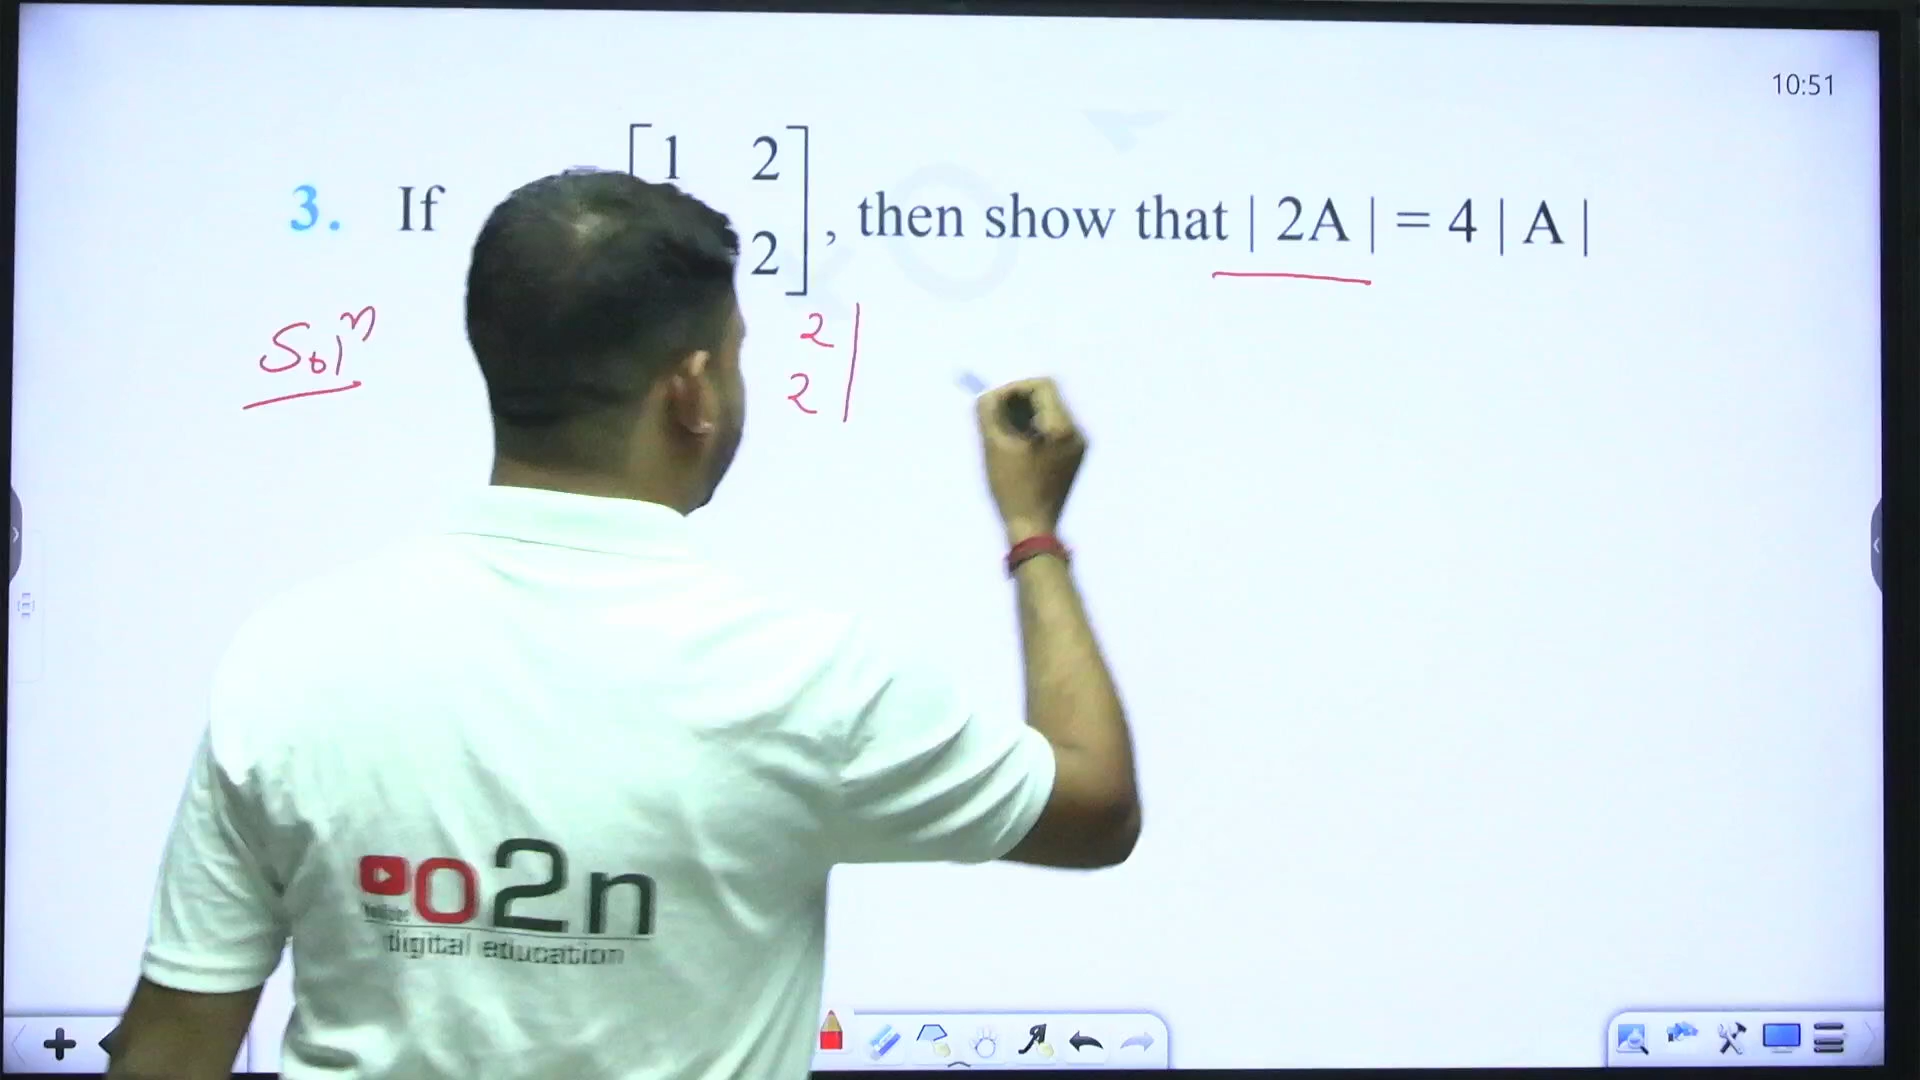 10:51
3. If [1 2
2], then show that | 2A | = 4 | A |
Solⁿ 2|
2|
o2n
digital education